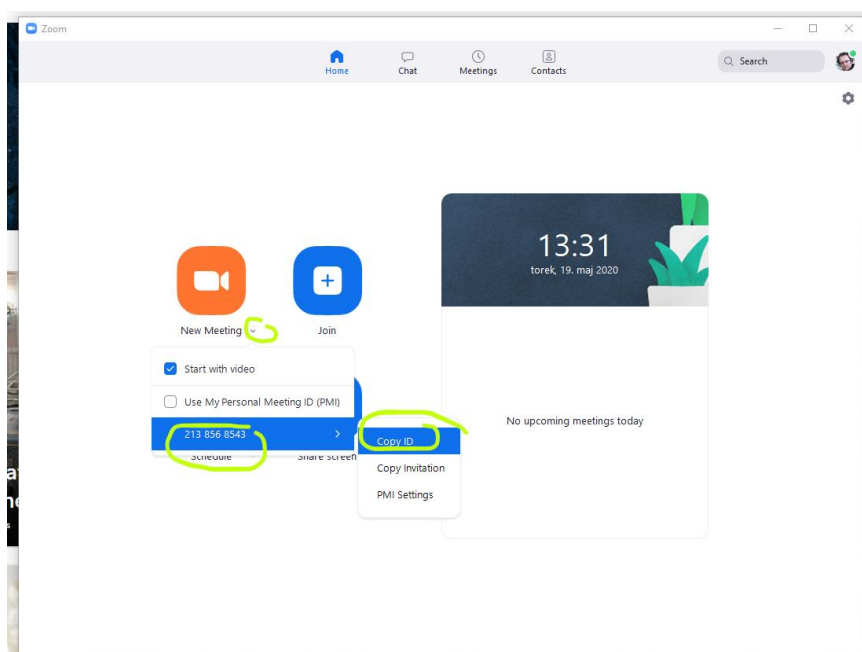 Zoom
Home
Chat
Meetings
Contacts
Search
13:31
torek, 19. maj 2020
New Meeting
Join
Start with video
Use My Personal Meeting ID (PMI)
213 856 8543
Copy ID
Schedule
Share screen
Copy Invitation
PMI Settings
No upcoming meetings today